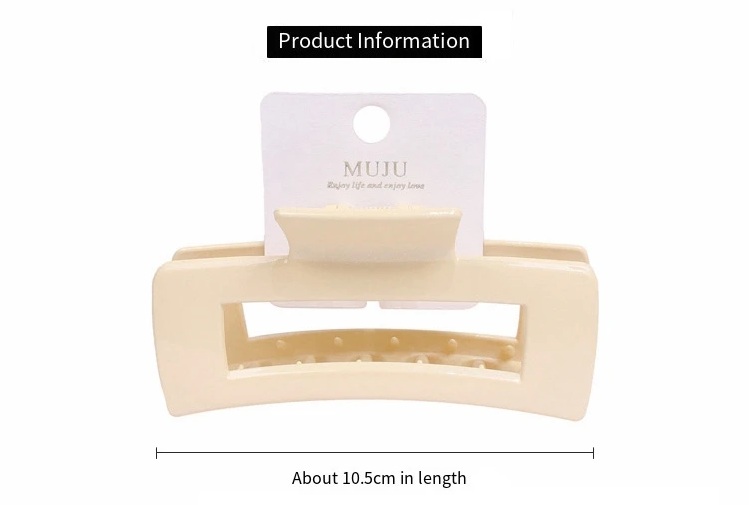 Product Information
MUJU
Enjoy life and enjoy love
About 10.5cm in length